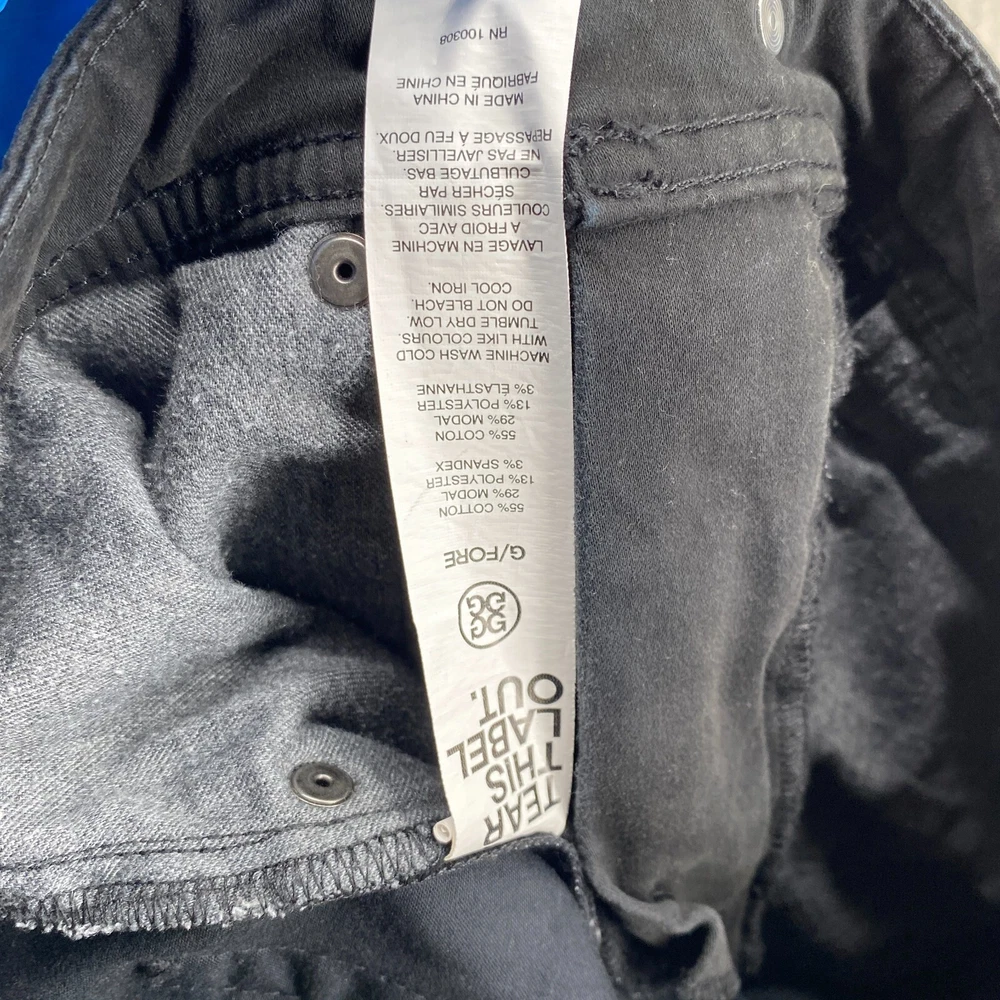 TEAR
THIS
LABEL
OUT.
G/FORE
55% COTTON
29% MODAL
13% POLYESTER
3% SPANDEX
55% COTON
29% MODAL
13% POLYESTER
3% ÉLASTHANNE
MACHINE WASH COLD
WITH LIKE COLOURS.
TUMBLE DRY LOW.
DO NOT BLEACH.
COOL IRON.
LAVAGE EN MACHINE
A FROID AVEC
COULEURS SIMILAIRES.
SÉCHER PAR
CULBUTAGE BAS.
NE PAS JAVELLISER.
REPASSAGE À FEU DOUX.
MADE IN CHINA
FABRIQUÉ EN CHINE
RN 100308